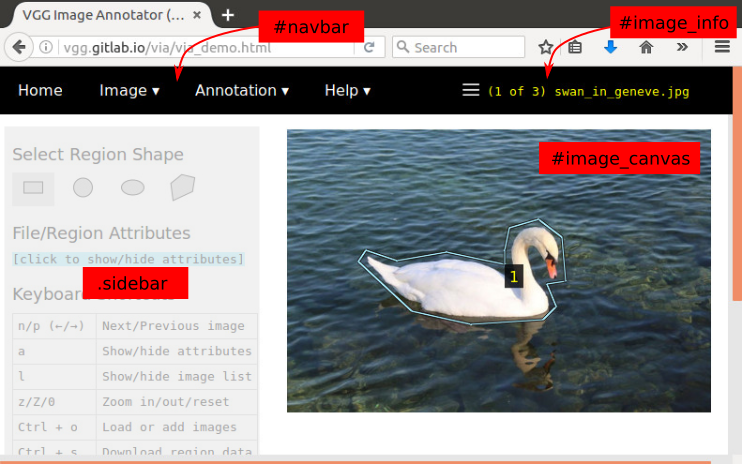 VGG Image Annotator (...
#navbar
#image_info
vgg.gitlab.io/via/via_demo.html
Search
Home
Image ▾
Annotation ▾
Help ▾
(1 of 3) swan_in_geneve.jpg
Select Region Shape
#image_canvas
File/Region Attributes
[click to show/hide attributes]
.sidebar
1
Keyboard
n/p (←/→) Next/Previous image
a Show/hide attributes
l Show/hide image list
z/Z/0 Zoom in/out/reset
Ctrl + o Load or add images
Ctrl + s Download region data